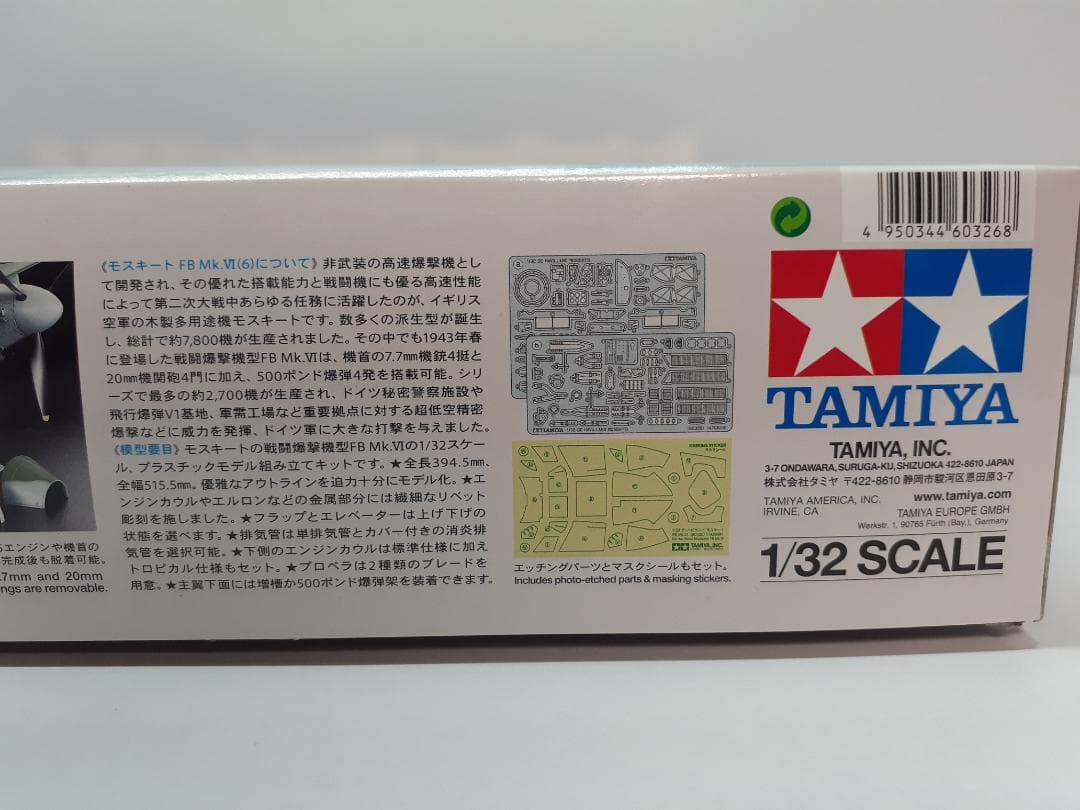 4 950344 603268
《モスキート FB Mk.Ⅵ(6)について》非武装の高速爆撃機とし
て開発され、その優れた搭載能力と戦闘機にも優る高速性能
によって第二次大戦中あらゆる任務に活躍したのが、イギリス
空軍の木製多用途機モスキートです。数多くの派生型が誕生
し、総計で約7,800機が生産されました。その中でも1943年春
に登場した戦闘爆撃機型FB Mk.Ⅵは、機首の7.7mm機銃4挺と
20mm機関砲4門に加え、500ポンド爆弾4発を搭載可能。シリ
ーズで最多の約2,700機が生産され、ドイツ秘密警察施設や
飛行爆弾V1基地、軍需工場など重要拠点に対する超低空精密
爆撃などに威力を発揮、ドイツ軍に大きな打撃を与えました。
《模型要目》モスキートの戦闘爆撃機型FB Mk.Ⅵの1/32スケー
ル、プラスチックモデル組み立てキットです。★全長394.5mm、
全幅515.5mm。優雅なアウトラインを迫力十分にモデル化。★エ
ンジンカウルやエルロンなどの金属部分には繊細なリベット
彫刻を施しました。★フラップとエレベーターは上げ下げの
状態を選べます。★排気管は単排気管とカバー付きの消炎排
気管を選択可能。★下側のエンジンカウルは標準仕様に加え
トロピカル仕様もセット。★プロペラは2種類のブレードを
用意。★主翼下面には増槽か500ポンド爆弾架を装着できます。
エンジンや機首の
完成後も脱着可能。
.7mm and 20mm
ngs are removable.
a
TAMIYA
b
TAMIYA
TAMIYA, INC.
エッチングパーツとマスクシールもセット。
Includes photo-etched parts & masking stickers.
TAMIYA
TAMIYA, INC.
3-7 ONDAWARA, SURUGA-KU, SHIZUOKA 422-8610 JAPAN
株式会社タミヤ 〒422-8610 静岡市駿河区恩田原3-7
TAMIYA AMERICA, INC.
IRVINE, CA
www.tamiya.com
TAMIYA EUROPE GMBH
Werkstr. 1, 90765 Fürth (Bay.), Germany
1/32 SCALE